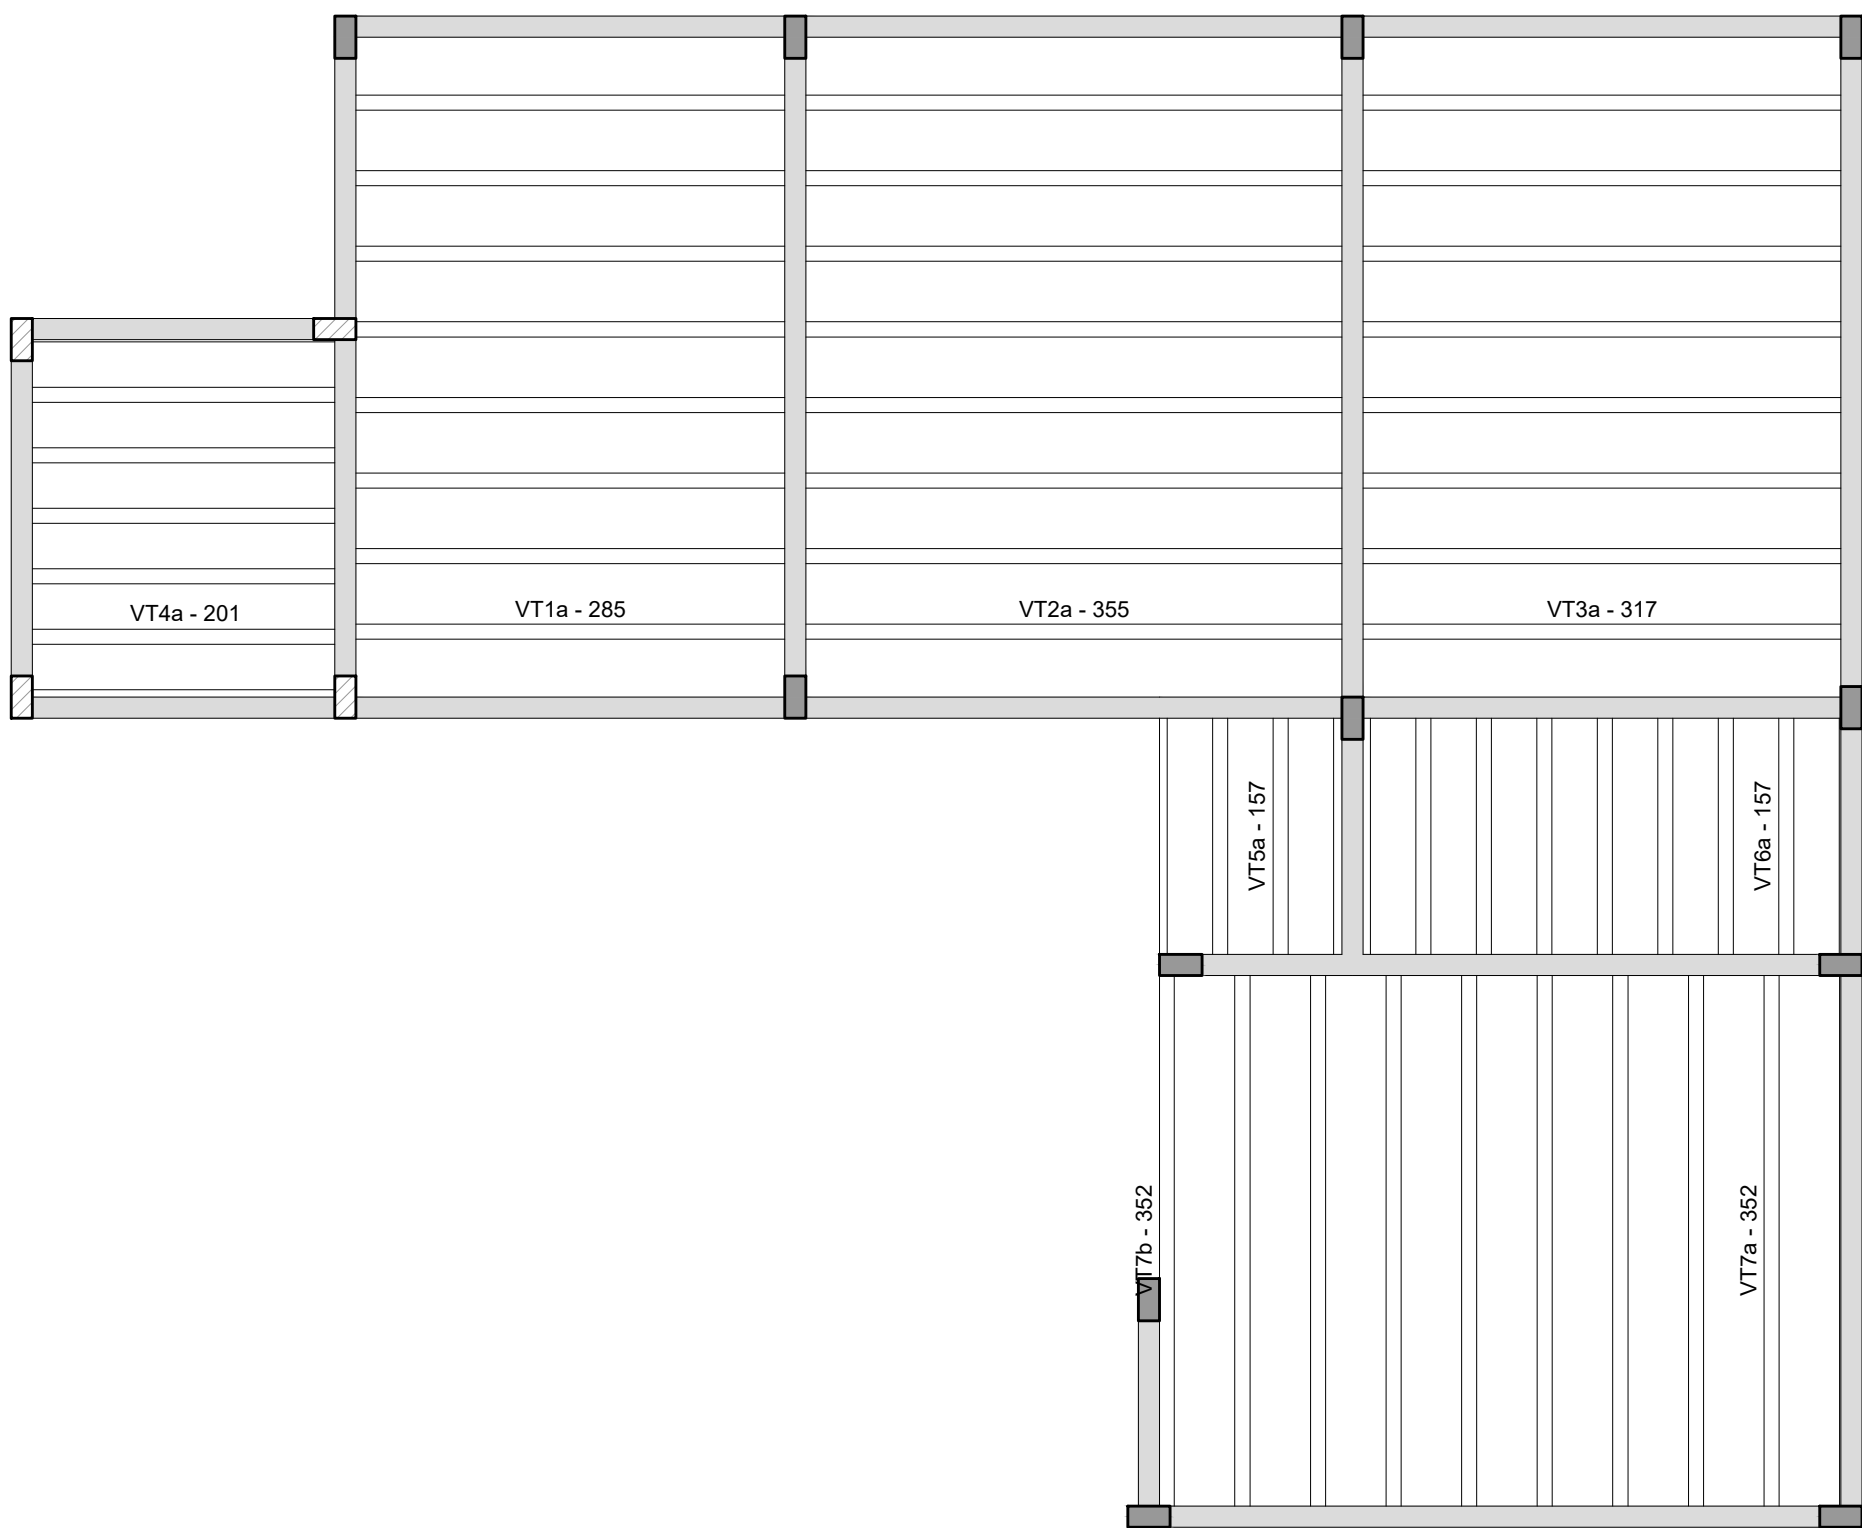 VT4a - 201
VT1a - 285
VT2a - 355
VT3a - 317
VT5a - 157
VT6a - 157
VT7b - 352
VT7a - 352